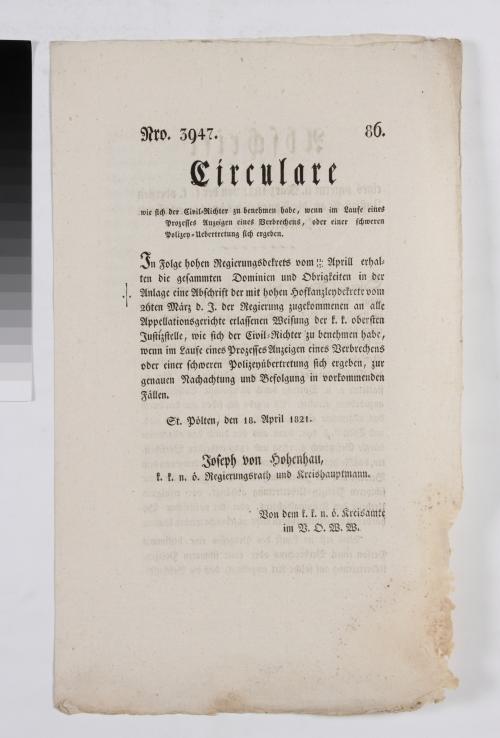 Nro. 3947. 86.
Circulare
wie sich der Civil-Richter zu benehmen habe, wenn im Laufe eines
Prozesses Anzeigen eines Verbrechens, oder einer schweren
Polizey-Uebertretung sich ergeben.
In Folge hohen Regierungsdekrets vom Aprill erhal-
ten die gesammten Dominien und Obrigkeiten in der
Anlage eine Abschrift der mit hohen Hofkanzleydekrete vom
26ten März d. J. der Regierung zugekommenen an alle
Appellationsgerichte erlassenen Weisung der k. k. obersten
Justizstelle, wie sich der Civil-Richter zu benehmen habe,
wenn im Laufe eines Prozesses Anzeigen eines Verbrechens
oder einer schweren Polizeyübertretung sich ergeben, zur
genauen Nachachtung und Befolgung in vorkommenden
Fällen.
St. Pölten, den 18. April 1821.
Joseph von Hohenhau,
k. k. n. ö. Regierungsrath und Kreishauptmann.
Von dem k. k. n. ö. Kreisamte
im V. O. W. W.